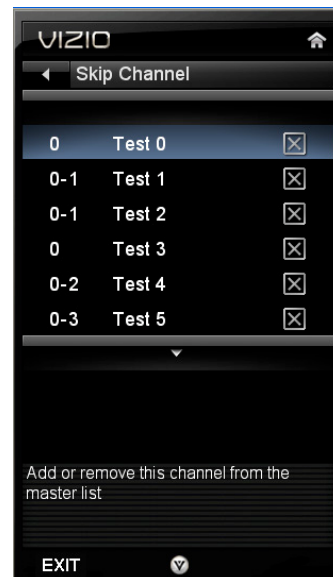 VIZIO
Skip Channel
0 Test 0
0-1 Test 1
0-1 Test 2
0 Test 3
0-2 Test 4
0-3 Test 5
Add or remove this channel from the
master list
EXIT
V